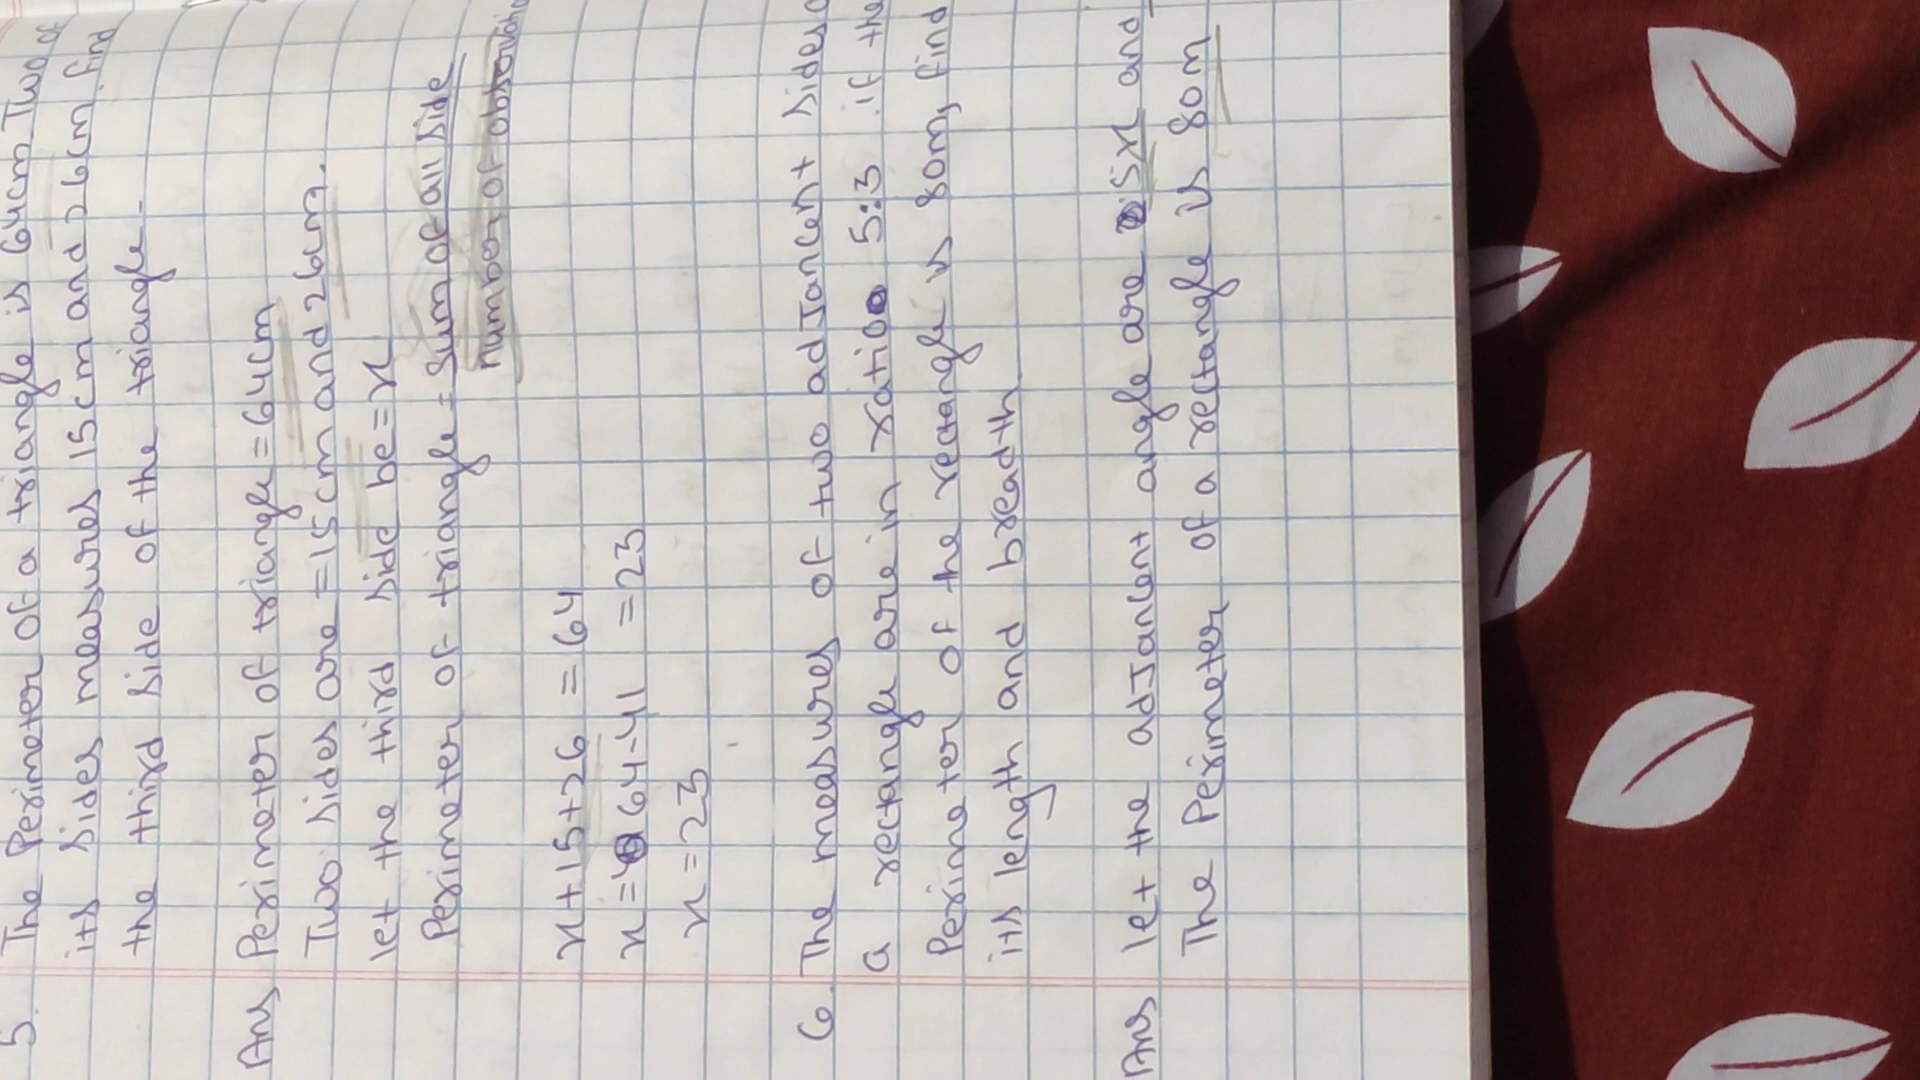 5. The Perimeter of a triangle is 64cm. Two of
its sides measures 15cm and 26cm. find
the third side of the triangle.
Ans Perimeter of triangle = 64cm
Two sides are = 15cm and 26cm.
let the third side be = x
Perimeter of triangle = Sum of all side
number of observation
x + 15 + 26 = 64
x = 64 - 41 = 23
x = 23
6. The measures of two adJancent sides
a rectangle are in ratio 5:3 . if the
Perimeter of the rectangle is 80m, find
its length and breadth
Ans let the adJancent angle are 5x and
The Perimeter of a rectangle is 80m